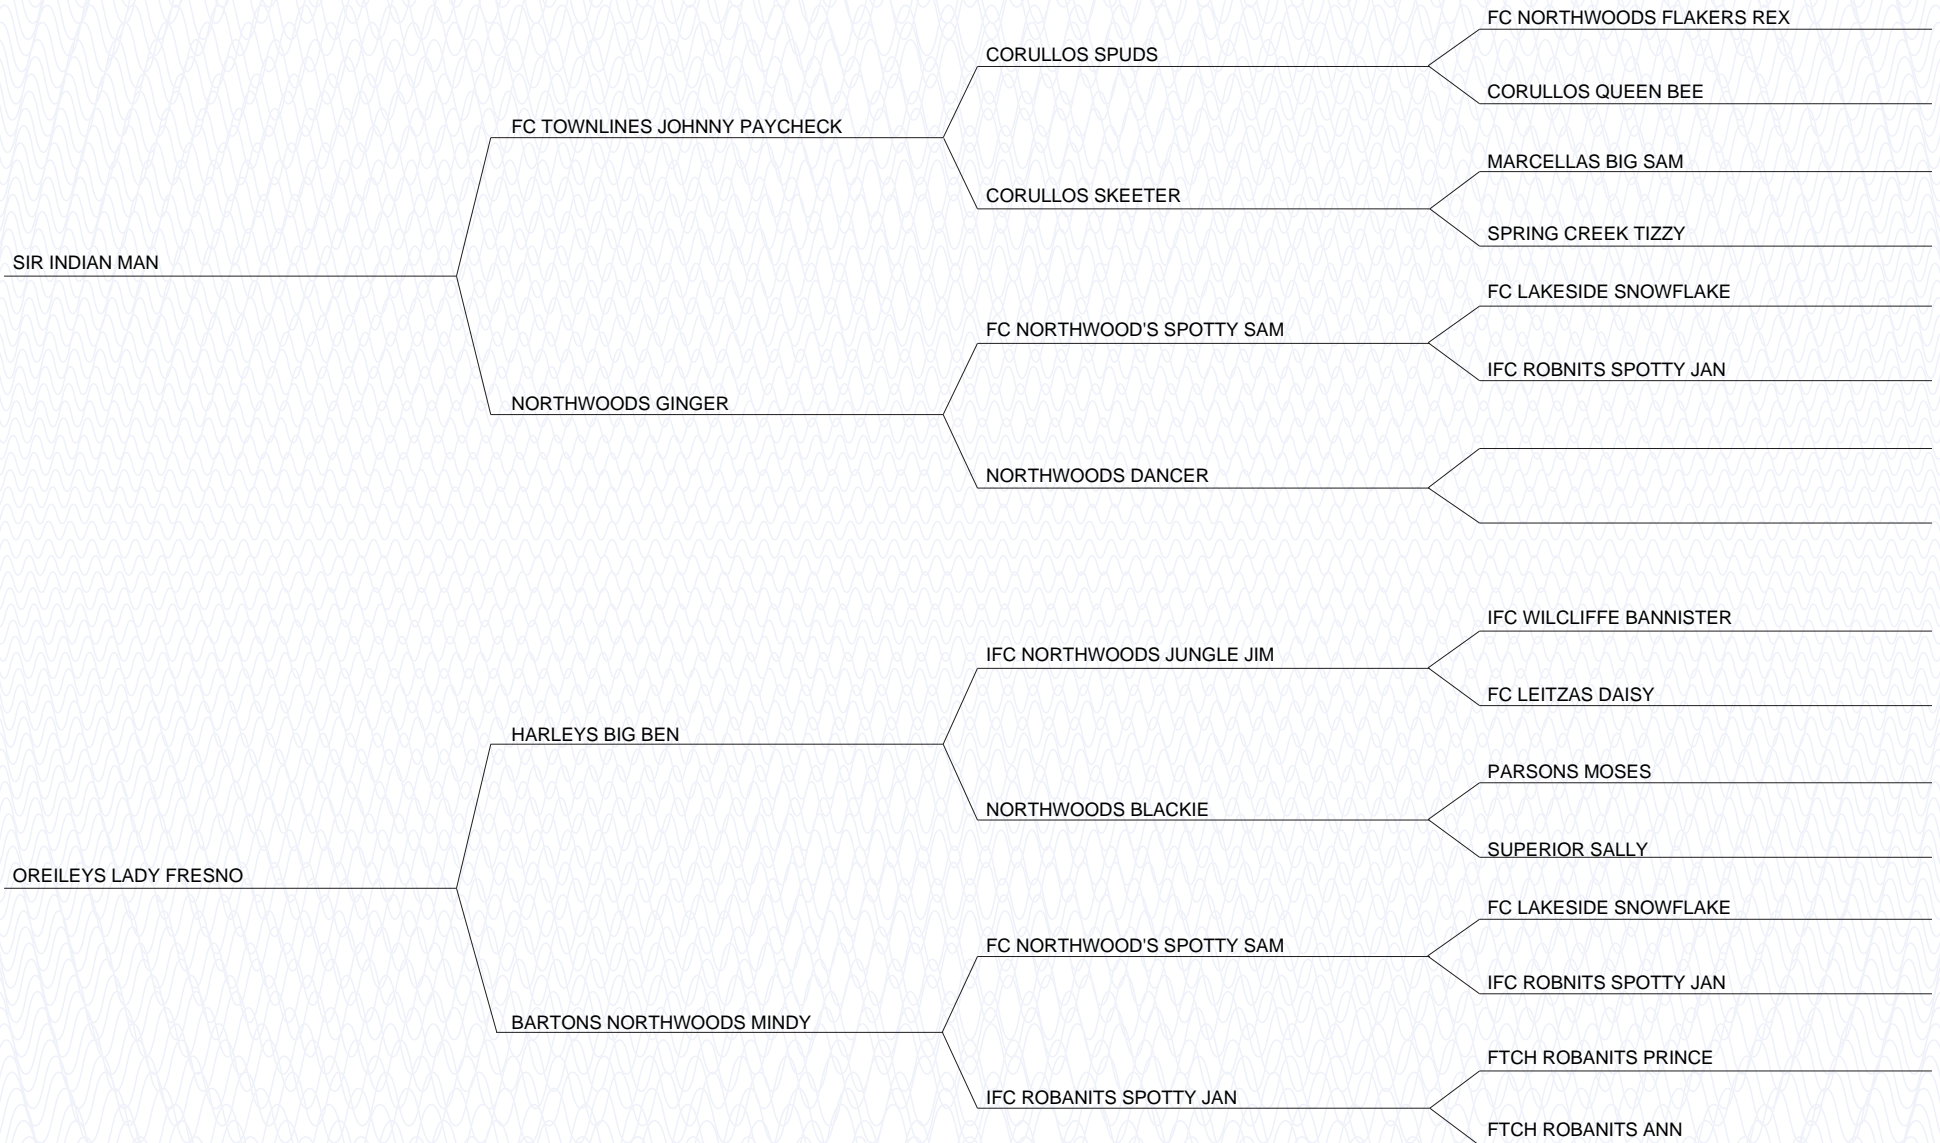 FC NORTHWOODS FLAKERS REX
CORULLOS SPUDS
CORULLOS QUEEN BEE
FC TOWNLINES JOHNNY PAYCHECK
MARCELLAS BIG SAM
CORULLOS SKEETER
SPRING CREEK TIZZY
SIR INDIAN MAN
FC LAKESIDE SNOWFLAKE
FC NORTHWOOD'S SPOTTY SAM
IFC ROBNITS SPOTTY JAN
NORTHWOODS GINGER
NORTHWOODS DANCER
IFC WILCLIFFE BANNISTER
IFC NORTHWOODS JUNGLE JIM
FC LEITZAS DAISY
HARLEYS BIG BEN
PARSONS MOSES
NORTHWOODS BLACKIE
SUPERIOR SALLY
OREILEYS LADY FRESNO
FC LAKESIDE SNOWFLAKE
FC NORTHWOOD'S SPOTTY SAM
IFC ROBNITS SPOTTY JAN
BARTONS NORTHWOODS MINDY
FTCH ROBANITS PRINCE
IFC ROBANITS SPOTTY JAN
FTCH ROBANITS ANN